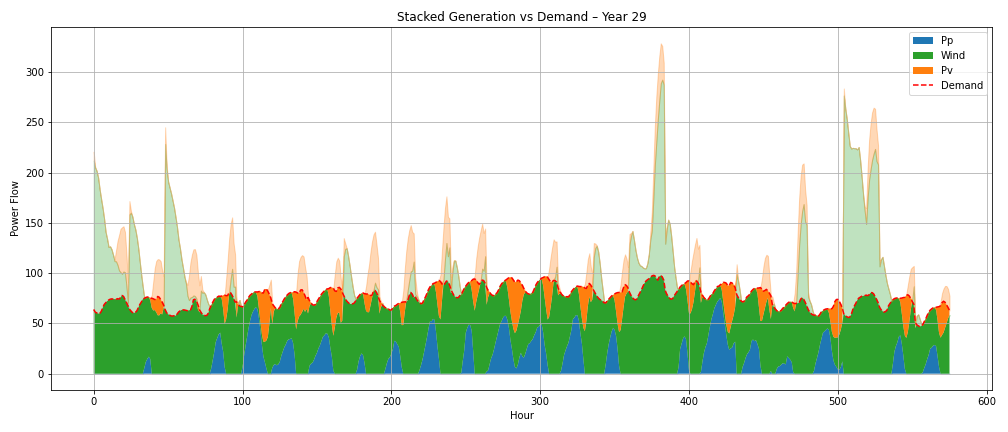 Stacked Generation vs Demand – Year 29
Pp
Wind
Pv
Demand
Power Flow
300
250
200
150
100
50
0
0 100 200 300 400 500 600
Hour